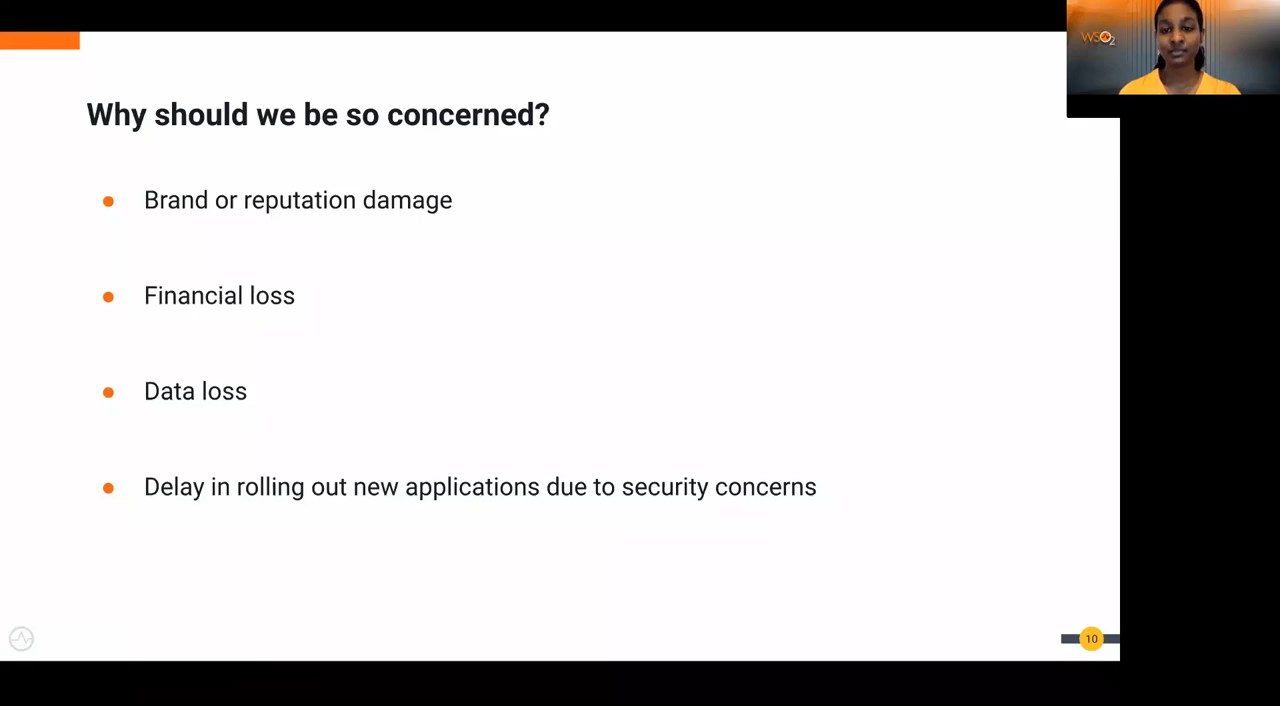 WSO2
Why should we be so concerned?
Brand or reputation damage
Financial loss
Data loss
Delay in rolling out new applications due to security concerns
10